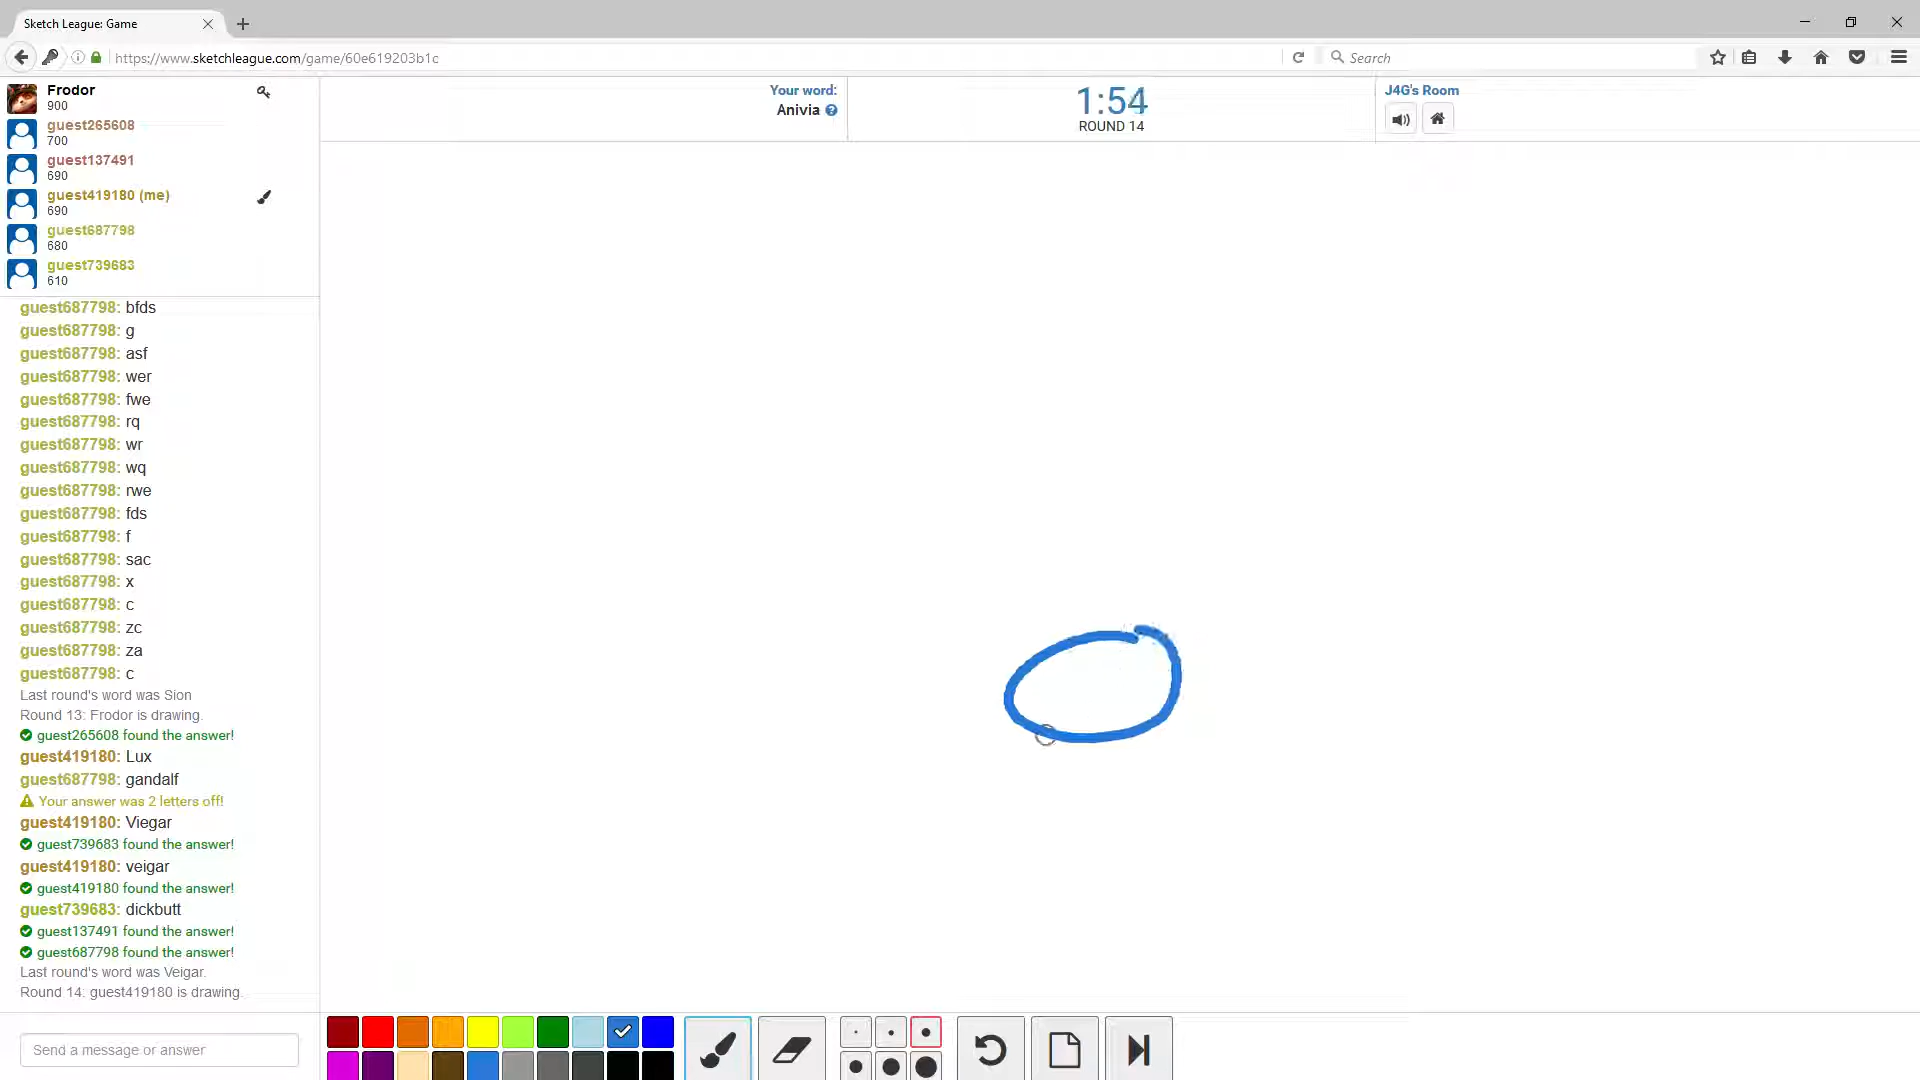 Sketch League: Game
https://www.sketchleague.com/game/60e619203b1c
Search
Frodor
900
guest265608
700
guest137491
690
guest419180 (me)
690
guest687798
680
guest739683
610
Your word:
Anivia
1:54
ROUND 14
J4G's Room
guest687798: bfds
guest687798: g
guest687798: asf
guest687798: wer
guest687798: fwe
guest687798: rq
guest687798: wr
guest687798: wq
guest687798: rwe
guest687798: fds
guest687798: f
guest687798: sac
guest687798: x
guest687798: c
guest687798: zc
guest687798: za
guest687798: c
Last round's word was Sion
Round 13: Frodor is drawing.
guest265608 found the answer!
guest419180: Lux
guest687798: gandalf
Your answer was 2 letters off!
guest419180: Viegar
guest739683 found the answer!
guest419180: veigar
guest419180 found the answer!
guest739683: dickbutt
guest137491 found the answer!
guest687798 found the answer!
Last round's word was Veigar.
Round 14: guest419180 is drawing.
Send a message or answer